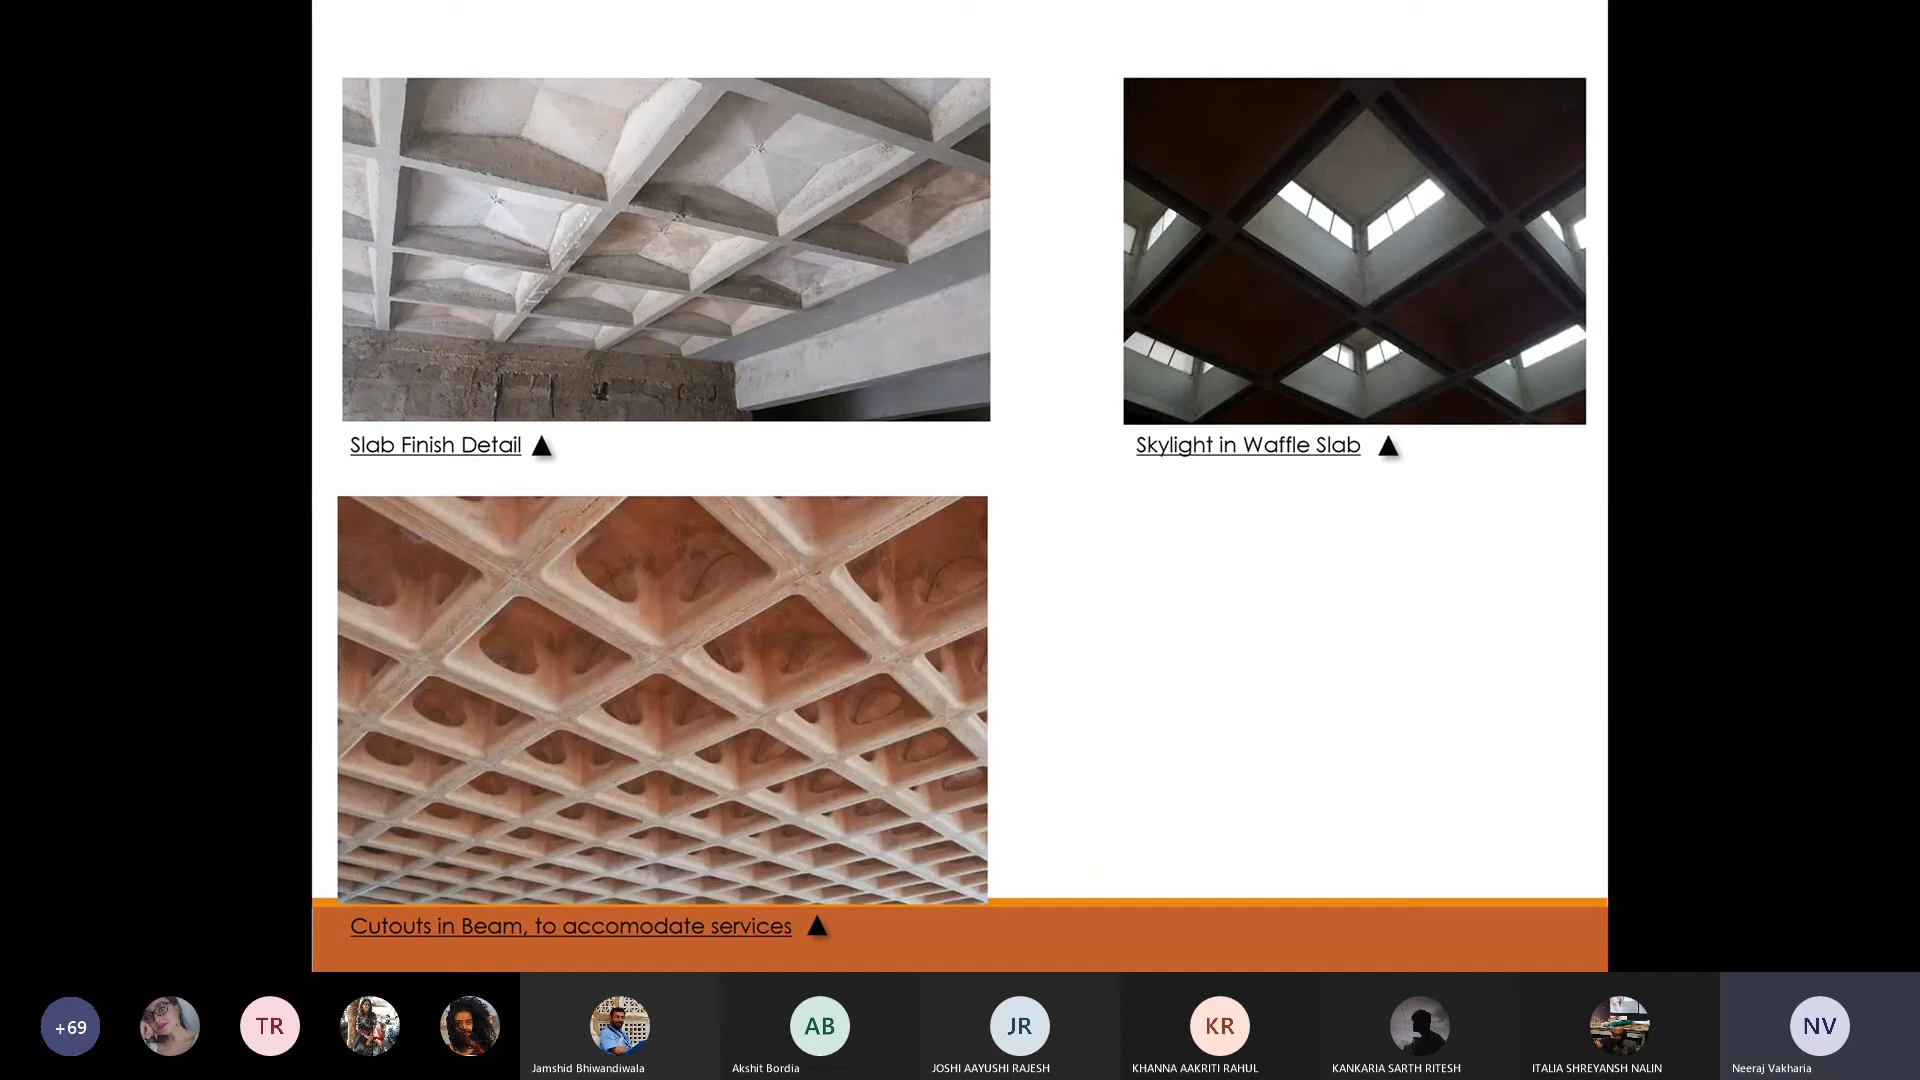 Slab Finish Detail
Skylight in Waffle Slab
Cutouts in Beam, to accomodate services
+69
TR
AB
JR
KR
NV
Jamshid Bhiwandiwala
Akshit Bordia
JOSHI AAYUSHI RAJESH
KHANNA AAKRITI RAHUL
KANKARIA SARTH RITESH
ITALIA SHREYANSH NALIN
Neeraj Vakharia